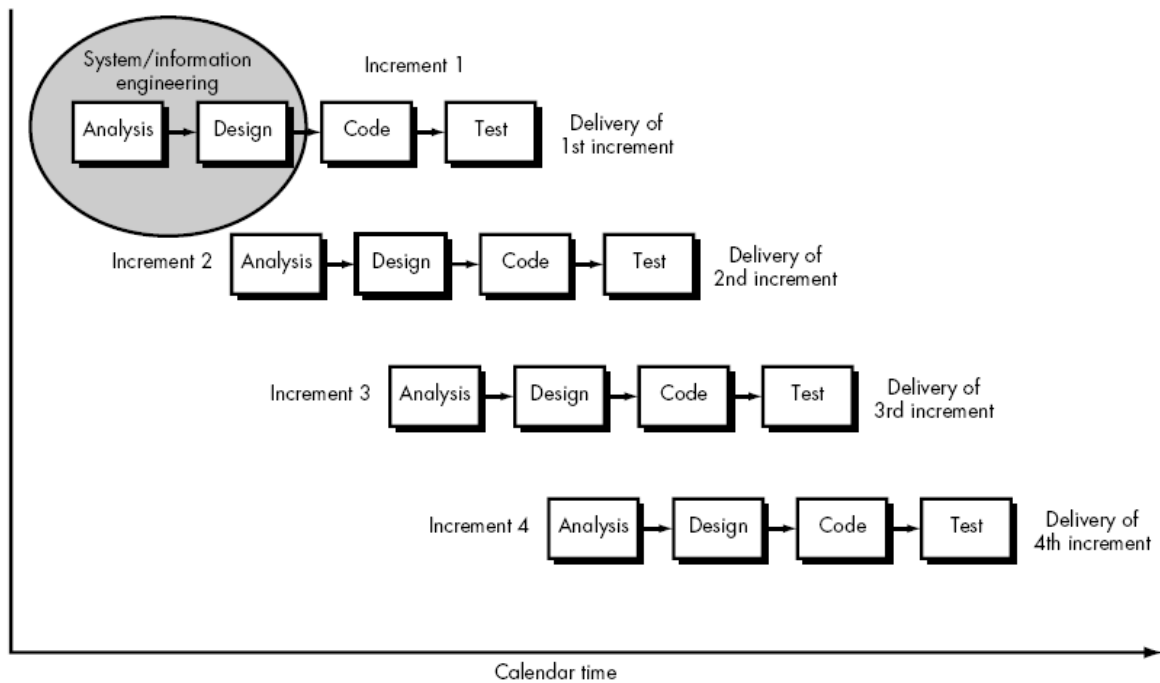 System/information
engineering
Increment 1
Analysis
Design
Code
Test
Delivery of
1st increment
Increment 2
Analysis
Design
Code
Test
Delivery of
2nd increment
Increment 3
Analysis
Design
Code
Test
Delivery of
3rd increment
Increment 4
Analysis
Design
Code
Test
Delivery of
4th increment
Calendar time